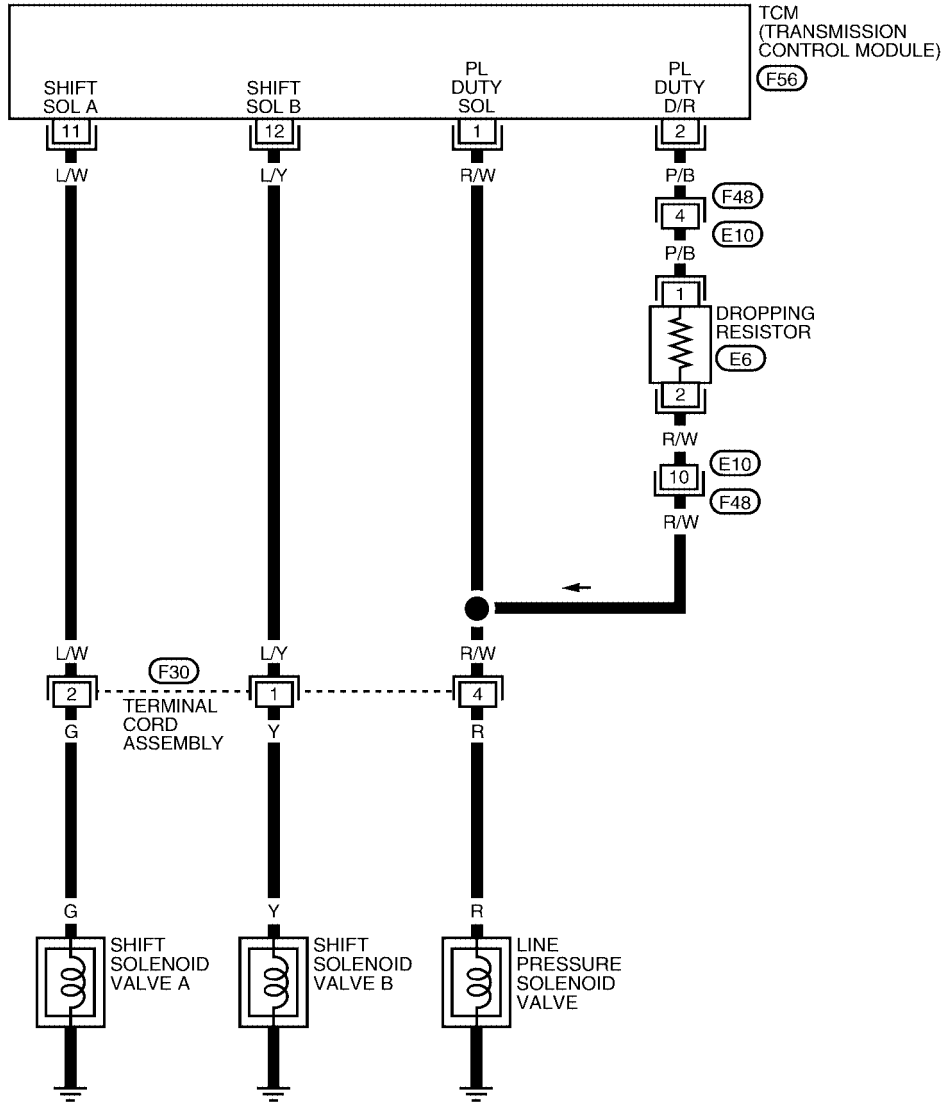 TCM
(TRANSMISSION
CONTROL MODULE)
F56
SHIFT
SOL A
SHIFT
SOL B
PL
DUTY
SOL
PL
DUTY
D/R
11
12
1
2
L/W
L/Y
R/W
P/B
F48
4
E10
P/B
1
DROPPING
RESISTOR
E6
2
R/W
E10
10
F48
R/W
L/W
L/Y
R/W
F30
2
1
4
TERMINAL
CORD
ASSEMBLY
G
Y
R
G
Y
R
SHIFT
SOLENOID
VALVE A
SHIFT
SOLENOID
VALVE B
LINE
PRESSURE
SOLENOID
VALVE